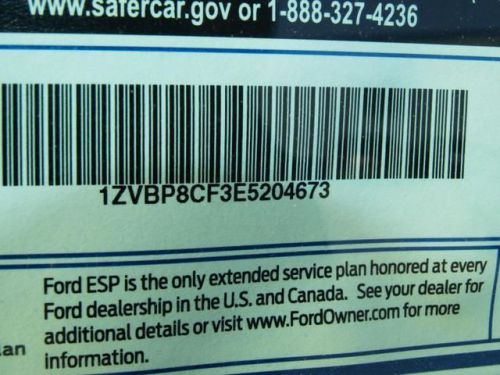 www.safercar.gov or 1-888-327-4236
1ZVBP8CF3E5204673
Ford ESP is the only extended service plan honored at every
Ford dealership in the U.S. and Canada. See your dealer for
additional details or visit www.FordOwner.com for more
lan information.